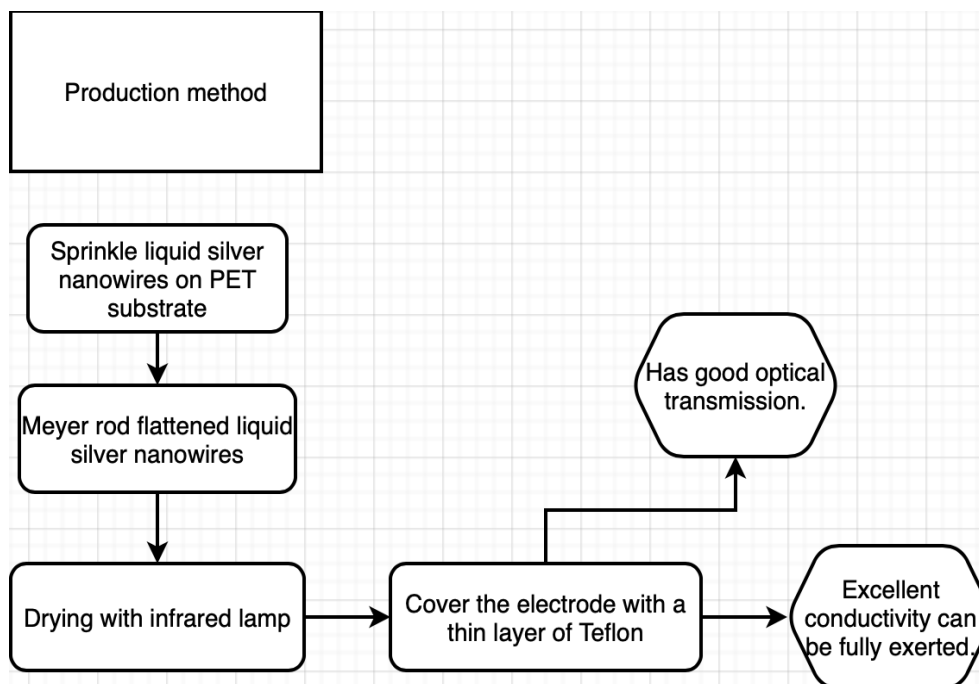 Production method
Sprinkle liquid silver
nanowires on PET
substrate
Meyer rod flattened liquid
silver nanowires
Drying with infrared lamp
Cover the electrode with a
thin layer of Teflon
Has good optical
transmission.
Excellent
conductivity can
be fully exerted.